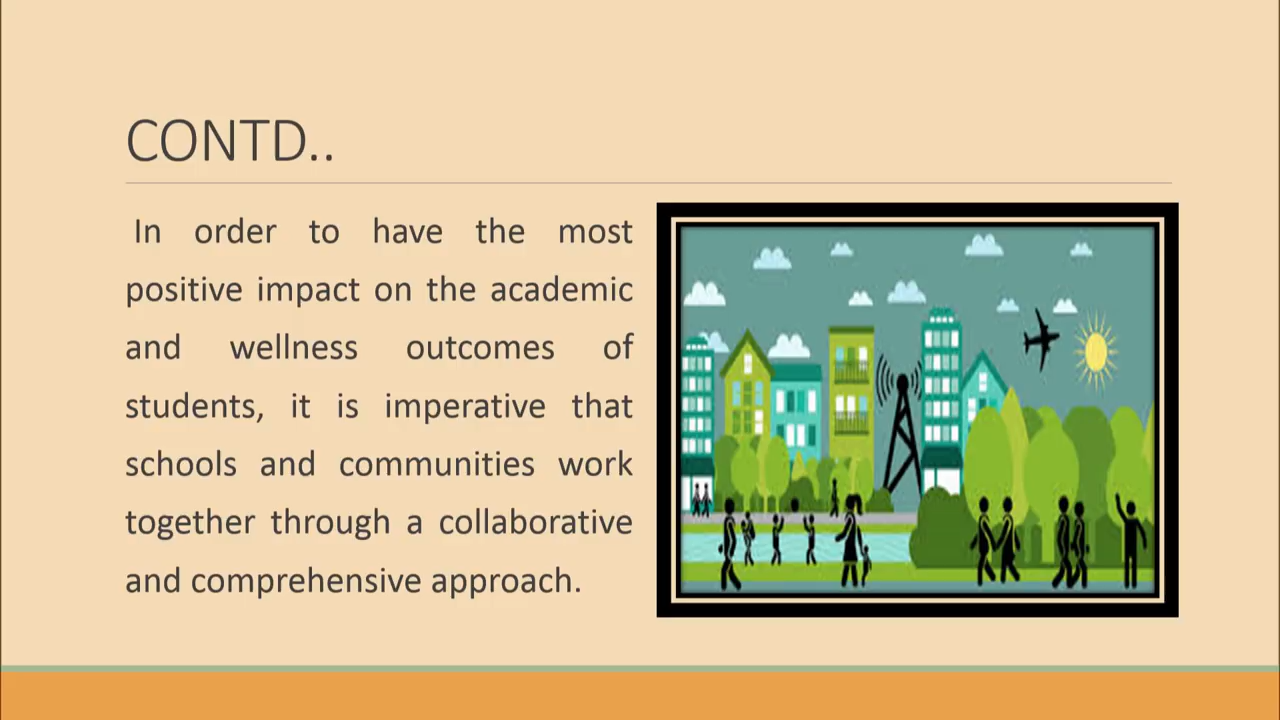 CONTD..
In order to have the most
positive impact on the academic
and wellness outcomes of
students, it is imperative that
schools and communities work
together through a collaborative
and comprehensive approach.